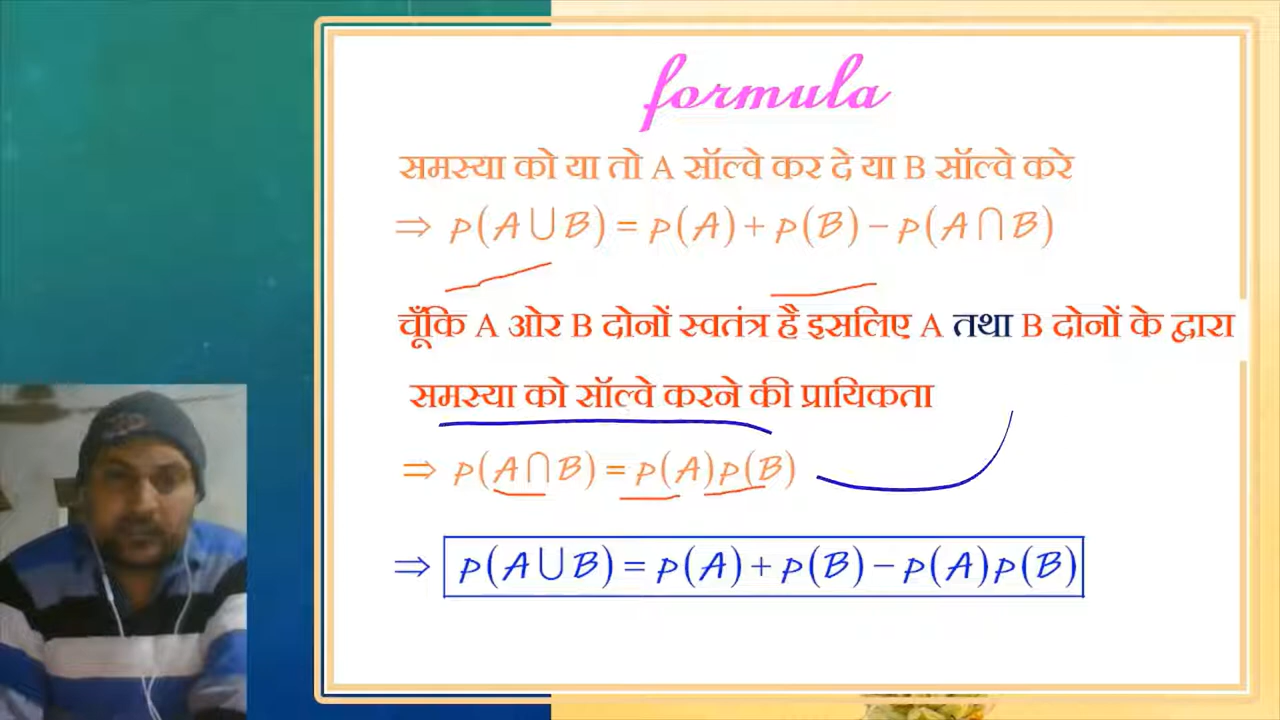 formula
समस्या को या तो A सॉल्वे कर दे या B सॉल्वे करे
⇒ p(A∪B) = p(A) + p(B) − p(A∩B)
चूँकि A ओर B दोनों स्वतंत्र है इसलिए A तथा B दोनों के द्वारा
समस्या को सॉल्वे करने की प्रायिकता
⇒ p(A∩B) = p(A)p(B)
⇒ p(A∪B) = p(A) + p(B) − p(A)p(B)